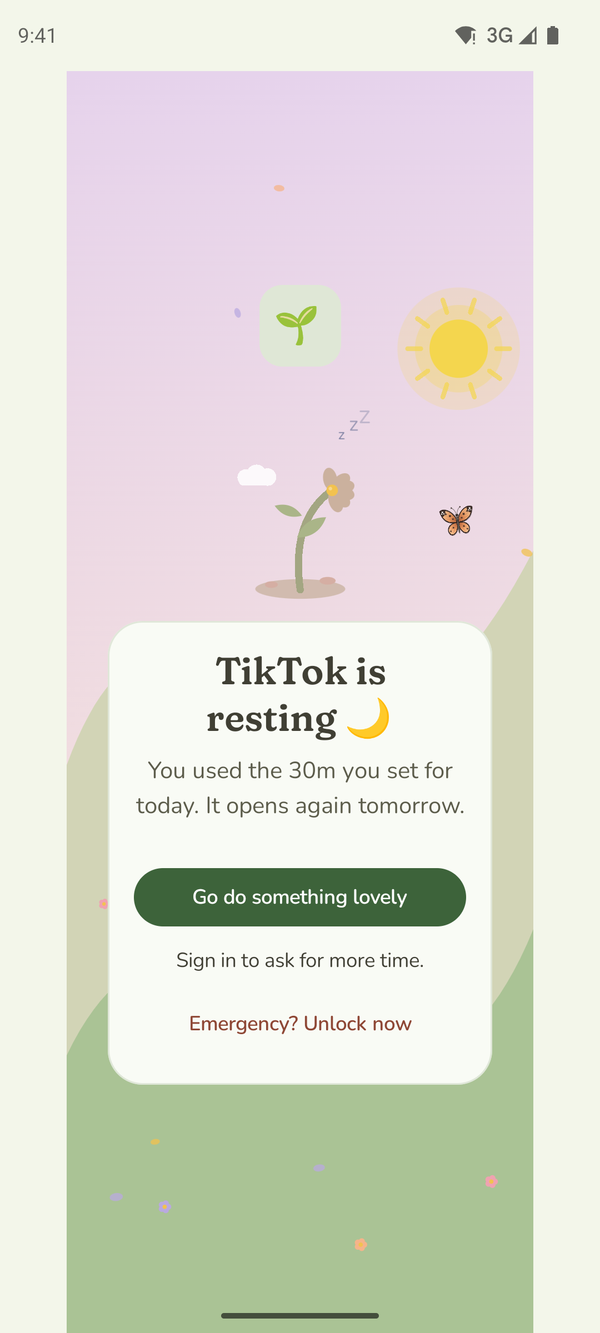 9:41
3G
z z Z
TikTok is
resting 🌙
You used the 30m you set for
today. It opens again tomorrow.
Go do something lovely
Sign in to ask for more time.
Emergency? Unlock now